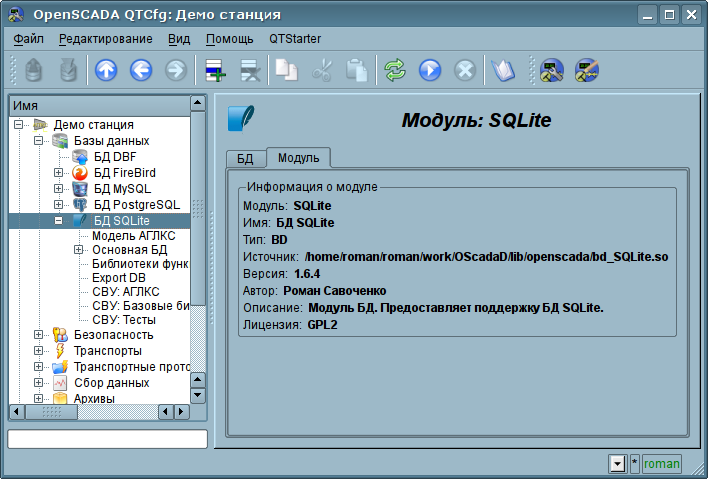 OpenSCADA QTCfg: Демо станция
Файл Редактирование Вид Помощь QTStarter
Имя
Демо станция
Базы данных
БД DBF
БД FireBird
БД MySQL
БД PostgreSQL
БД SQLite
Модель АГЛКС
Основная БД
Библиотеки функ
Export DB
СВУ: АГЛКС
СВУ: Базовые би
СВУ: Тесты
Безопасность
Транспорты
Транспортные прото
Сбор данных
Архивы
Модуль: SQLite
БД Модуль
Информация о модуле
Модуль: SQLite
Имя: БД SQLite
Тип: BD
Источник: /home/roman/roman/work/OScadaD/lib/openscada/bd_SQLite.so
Версия: 1.6.4
Автор: Роман Савоченко
Описание: Модуль БД. Предоставляет поддержку БД SQLite.
Лицензия: GPL2
* roman